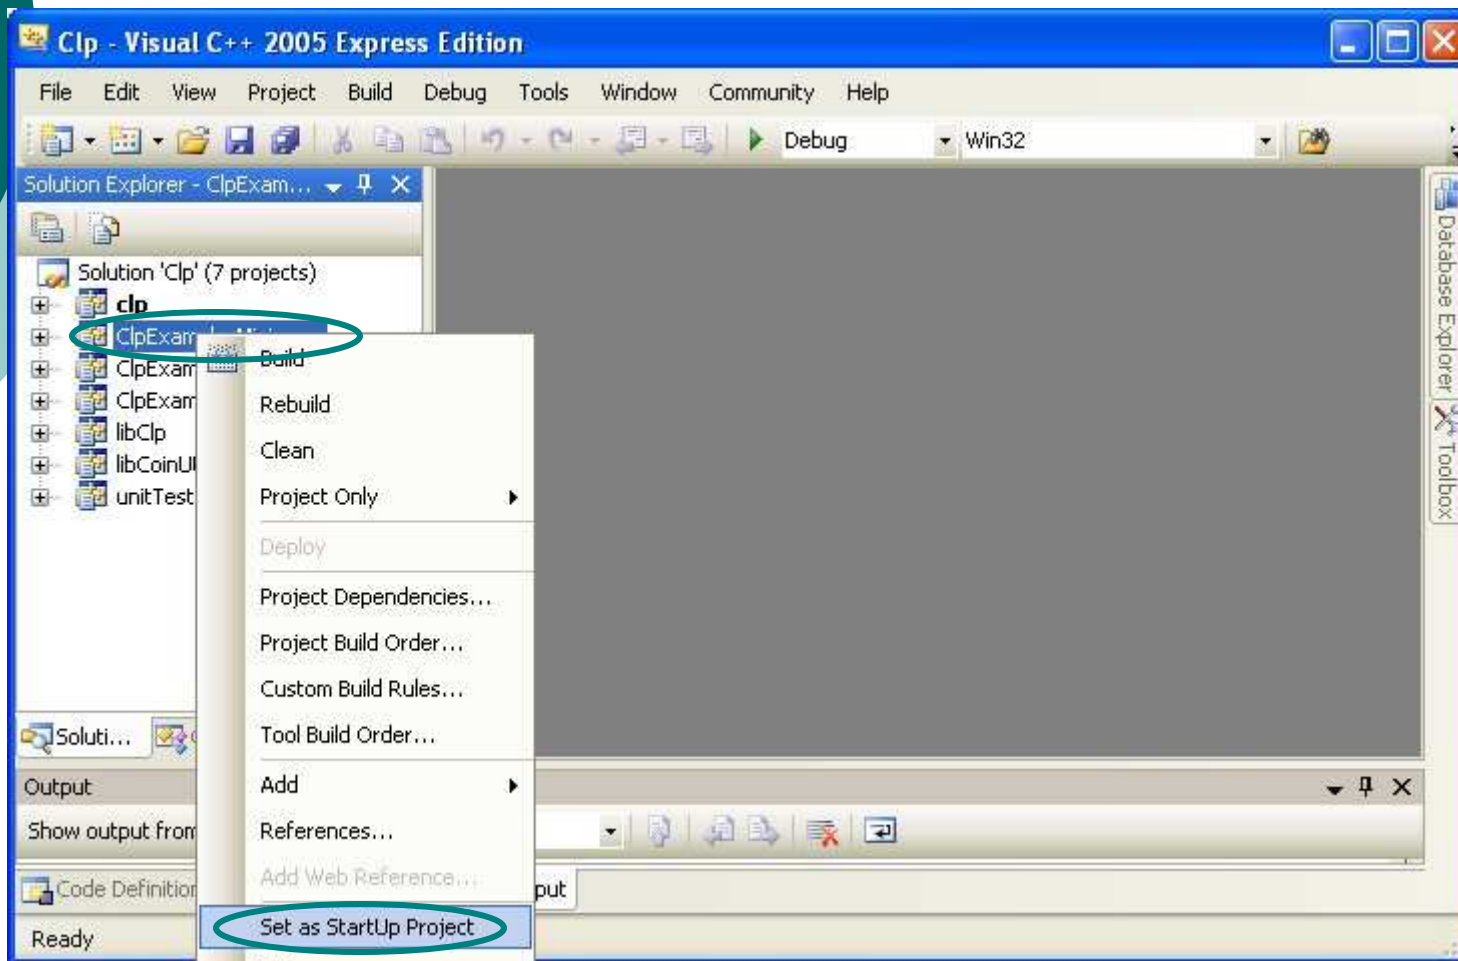 Clp - Visual C++ 2005 Express Edition
File Edit View Project Build Debug Tools Window Community Help
Debug Win32
Solution Explorer - ClpExam...
Solution 'Clp' (7 projects)
clp
ClpExam
ClpExam
ClpExam
libClp
libCoinU
unitTest
Build
Rebuild
Clean
Project Only
Deploy
Project Dependencies...
Project Build Order...
Custom Build Rules...
Tool Build Order...
Add
References...
Add Web Reference...
Set as StartUp Project
Soluti...
Output
Show output from
Code Definition
put
Ready
Database Explorer
Toolbox